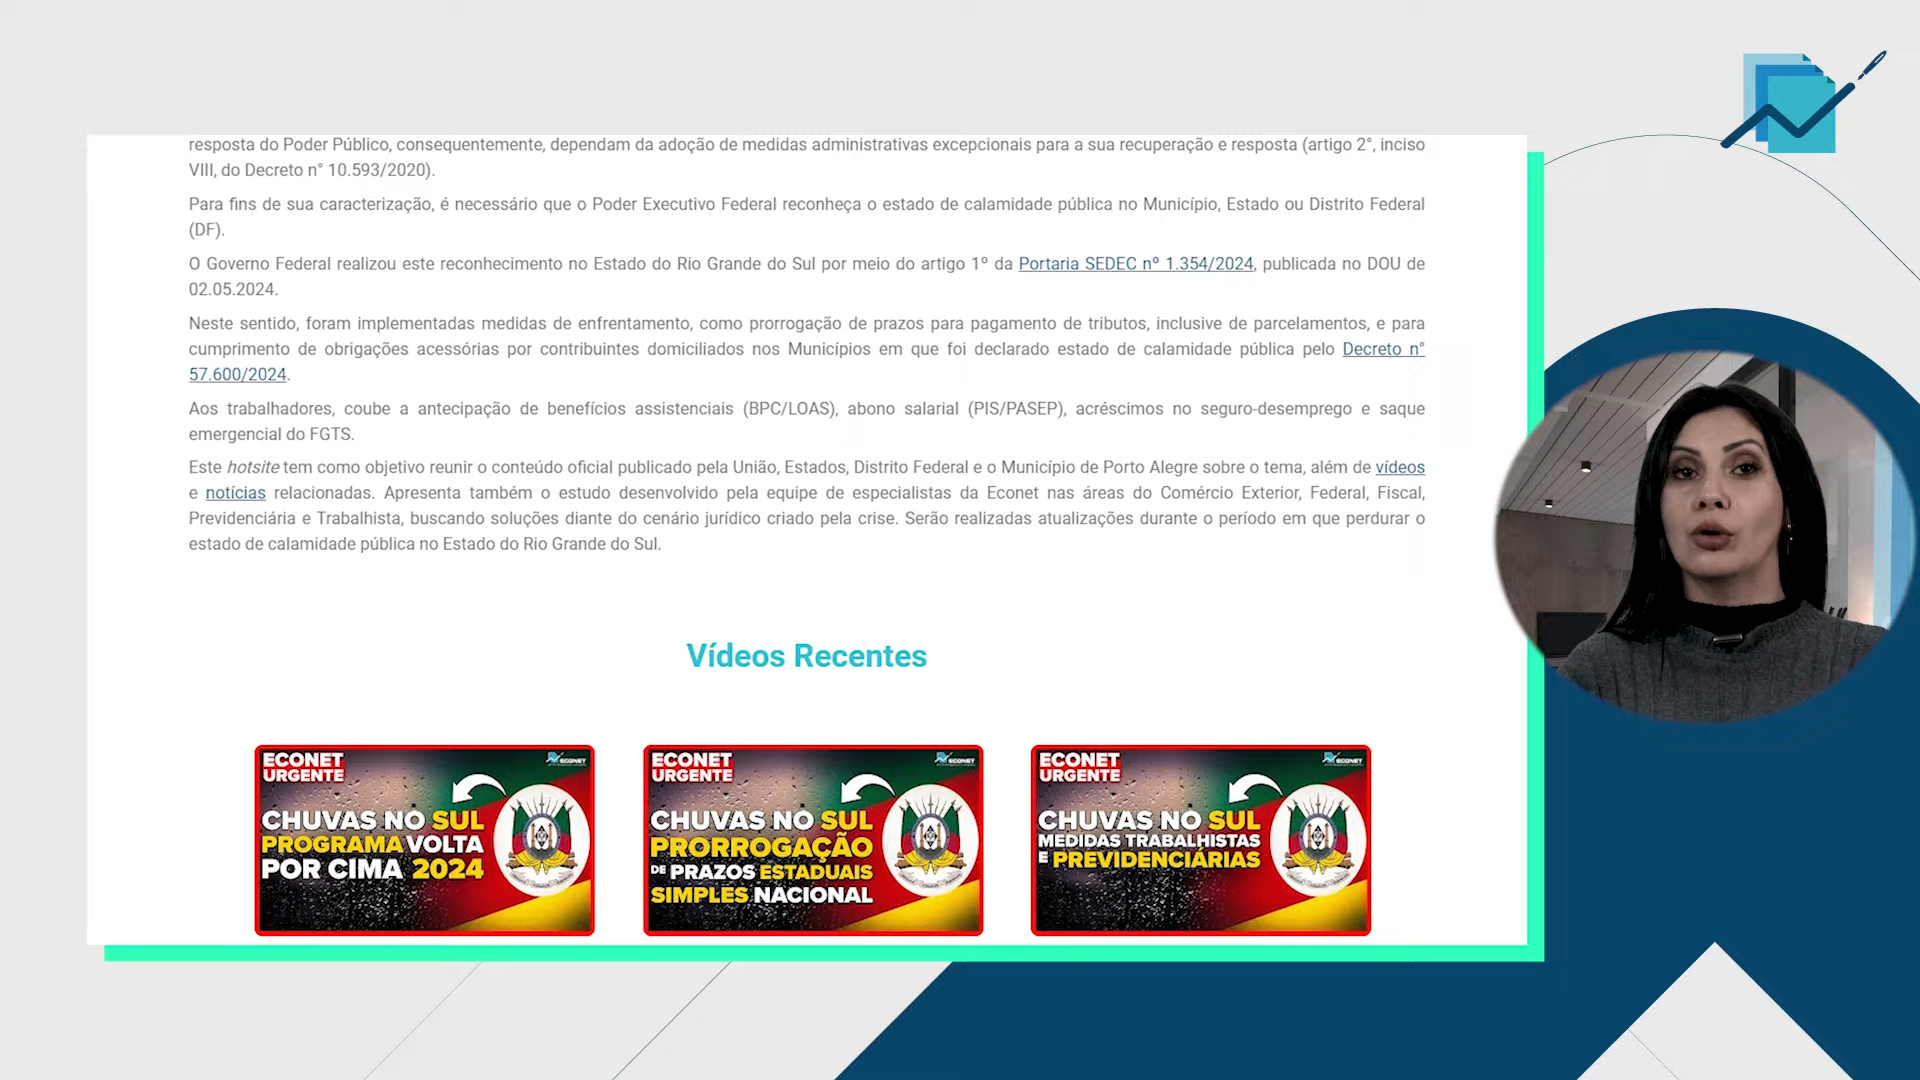 resposta do Poder Público, consequentemente, dependam da adoção de medidas administrativas excepcionais para a sua recuperação e resposta (artigo 2°, inciso
VIII, do Decreto n° 10.593/2020).
Para fins de sua caracterização, é necessário que o Poder Executivo Federal reconheça o estado de calamidade pública no Município, Estado ou Distrito Federal
(DF).
O Governo Federal realizou este reconhecimento no Estado do Rio Grande do Sul por meio do artigo 1º da Portaria SEDEC nº 1.354/2024, publicada no DOU de
02.05.2024.
Neste sentido, foram implementadas medidas de enfrentamento, como prorrogação de prazos para pagamento de tributos, inclusive de parcelamentos, e para
cumprimento de obrigações acessórias por contribuintes domiciliados nos Municípios em que foi declarado estado de calamidade pública pelo Decreto n°
57.600/2024.
Aos trabalhadores, coube a antecipação de benefícios assistenciais (BPC/LOAS), abono salarial (PIS/PASEP), acréscimos no seguro-desemprego e saque
emergencial do FGTS.
Este hotsite tem como objetivo reunir o conteúdo oficial publicado pela União, Estados, Distrito Federal e o Município de Porto Alegre sobre o tema, além de vídeos
e notícias relacionadas. Apresenta também o estudo desenvolvido pela equipe de especialistas da Econet nas áreas do Comércio Exterior, Federal, Fiscal,
Previdenciária e Trabalhista, buscando soluções diante do cenário jurídico criado pela crise. Serão realizadas atualizações durante o período em que perdurar o
estado de calamidade pública no Estado do Rio Grande do Sul.
Vídeos Recentes
ECONET
URGENTE
ECONET
CHUVAS NO SUL
PROGRAMA VOLTA
POR CIMA 2024
ECONET
URGENTE
ECONET
CHUVAS NO SUL
PRORROGAÇÃO
DE PRAZOS ESTADUAIS
SIMPLES NACIONAL
ECONET
URGENTE
ECONET
CHUVAS NO SUL
MEDIDAS TRABALHISTAS
E PREVIDENCIÁRIAS